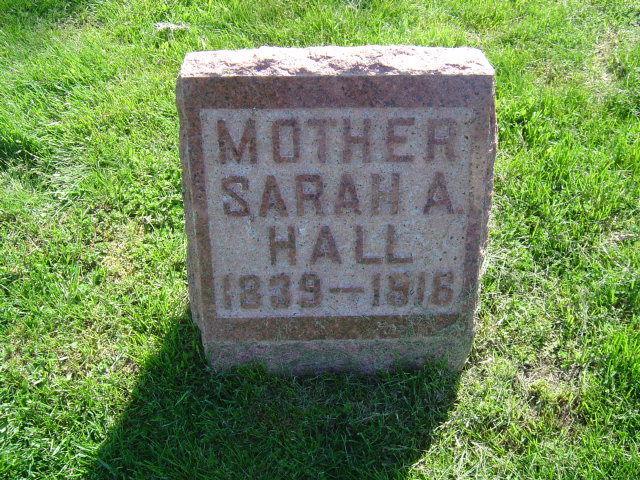 MOTHER
SARAH A.
HALL
1839–1916